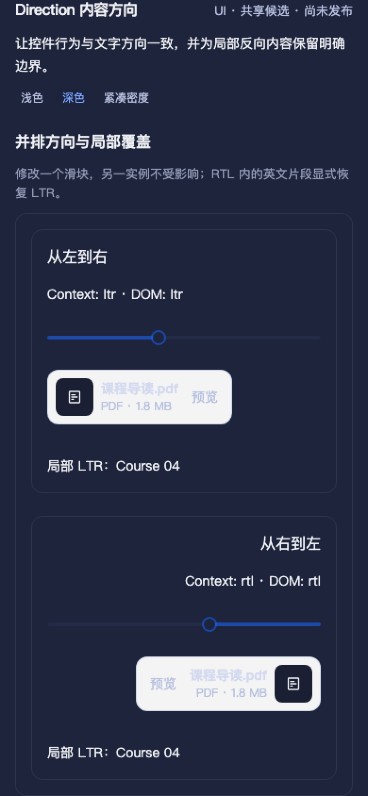 Direction 内容方向
UI · 共享候选 · 尚未发布
让控件行为与文字方向一致，并为局部反向内容保留明确
边界。
浅色 深色 紧凑密度
并排方向与局部覆盖
修改一个滑块，另一实例不受影响；RTL 内的英文片段显式恢
复 LTR。
从左到右
Context: ltr · DOM: ltr
课程导读.pdf
PDF · 1.8 MB
预览
局部 LTR：Course 04
从右到左
Context: rtl · DOM: rtl
预览
课程导读.pdf
PDF · 1.8 MB
局部 LTR：Course 04